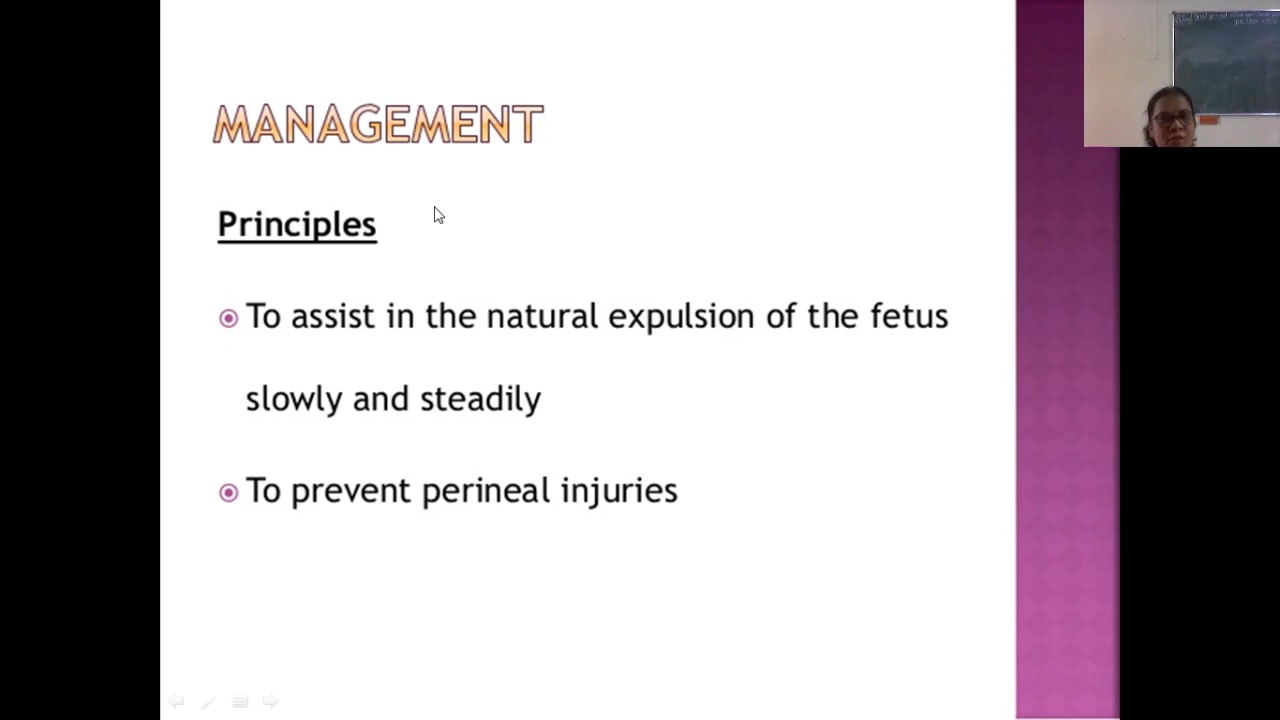 MANAGEMENT
Principles
To assist in the natural expulsion of the fetus
slowly and steadily
To prevent perineal injuries